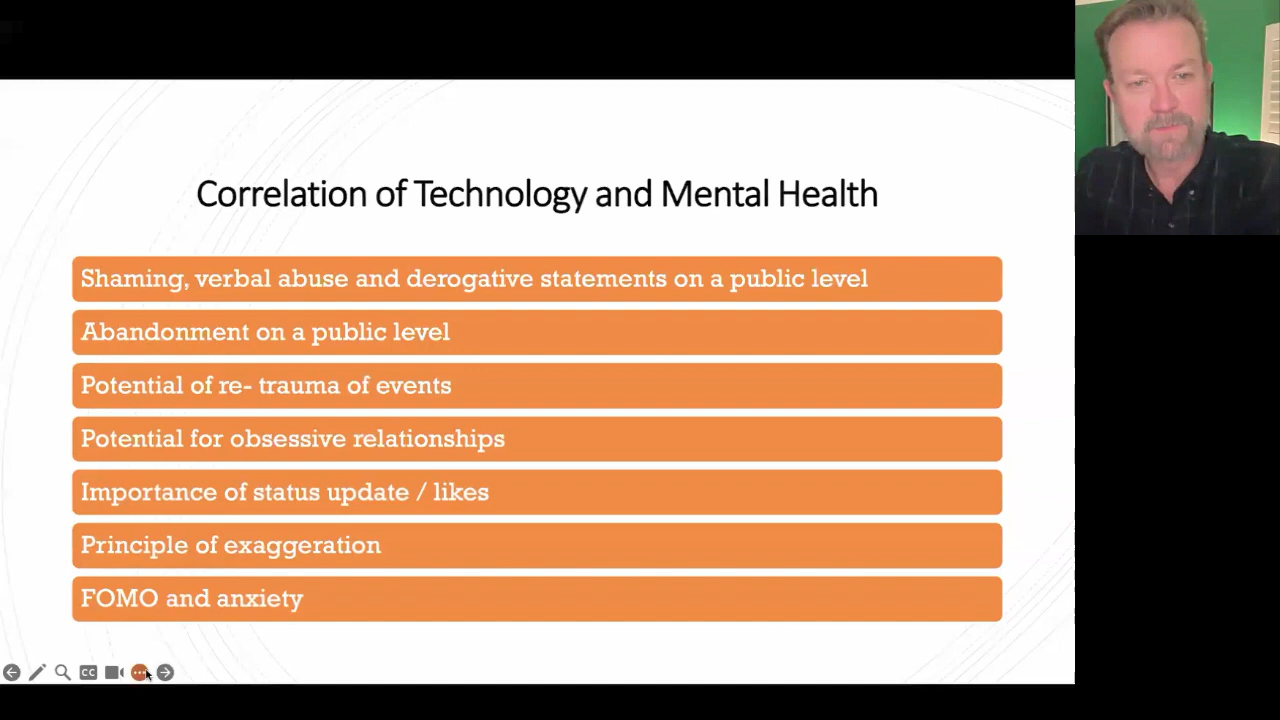 Correlation of Technology and Mental Health
Shaming, verbal abuse and derogative statements on a public level
Abandonment on a public level
Potential of re- trauma of events
Potential for obsessive relationships
Importance of status update / likes
Principle of exaggeration
FOMO and anxiety
CC